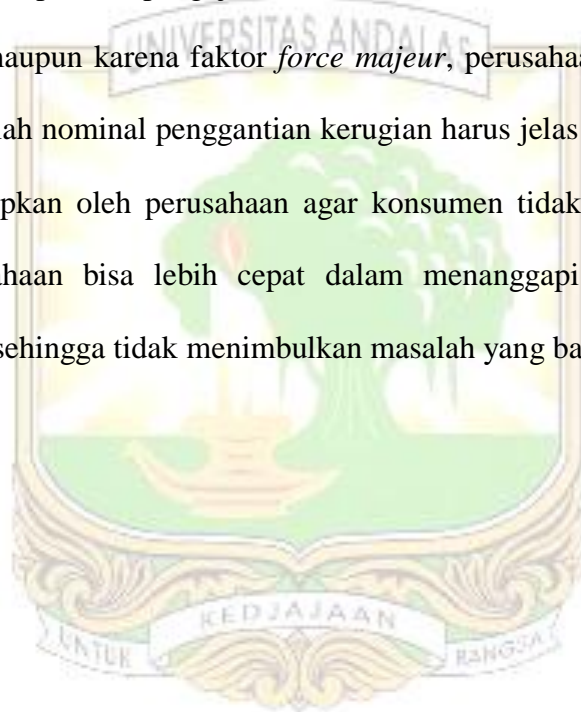 UNIVERSITAS ANDALAS
maupun karena faktor force majeur, perusahaa
lah nominal penggantian kerugian harus jelas
pkan oleh perusahaan agar konsumen tidak
haan bisa lebih cepat dalam menanggapi
sehingga tidak menimbulkan masalah yang ba
KEDJAJAAN
UNTUK
BANGSA